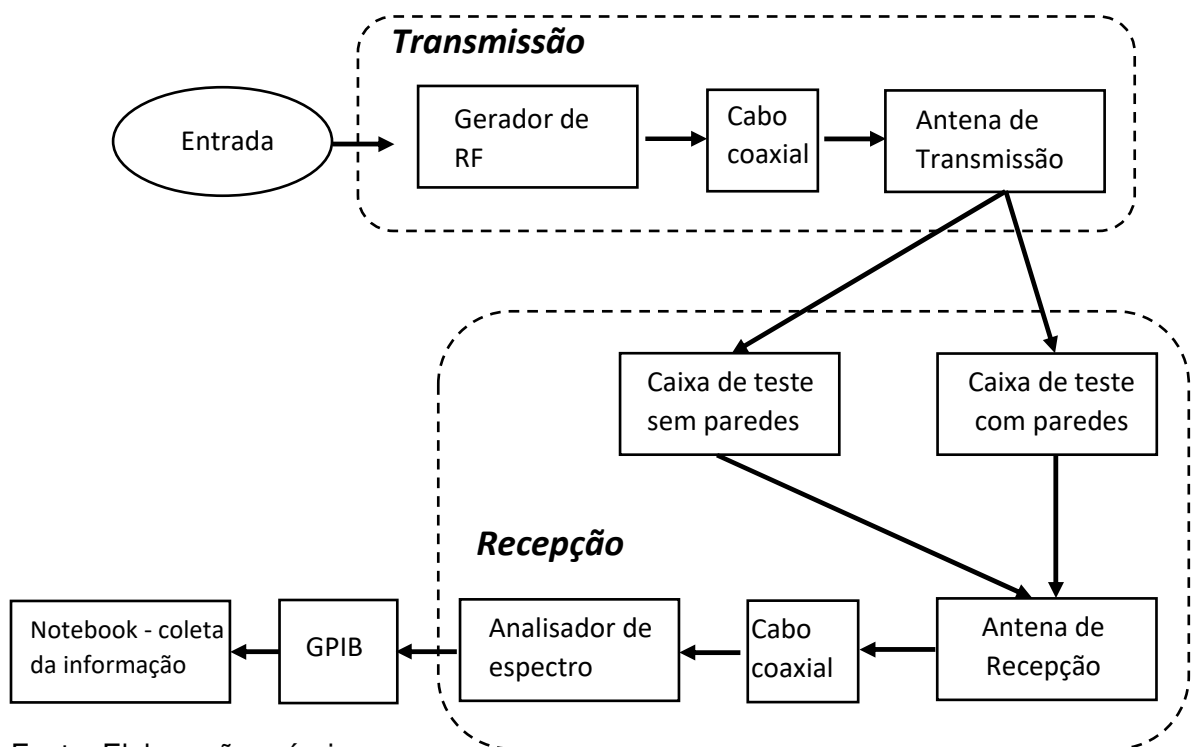 Transmissão
Entrada
Gerador de
RF
Cabo
coaxial
Antena de
Transmissão
Caixa de teste
sem paredes
Caixa de teste
com paredes
Recepção
Notebook - coleta
da informação
GPIB
Analisador de
espectro
Cabo
coaxial
Antena de
Recepção